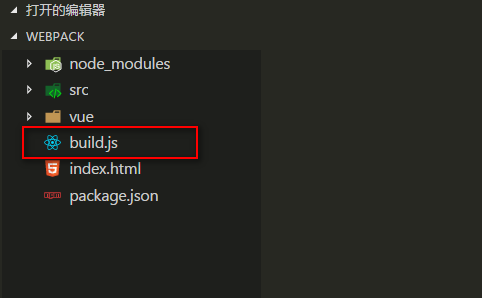 打开的编辑器
WEBPACK
node_modules
src
vue
build.js
index.html
package.json